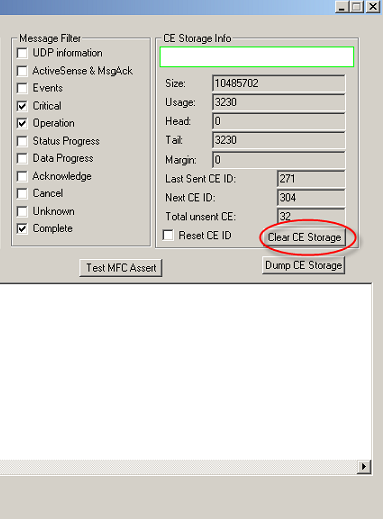 Message Filter
UDP information
ActiveSense & MsgAck
Events
Critical
Operation
Status Progress
Data Progress
Acknowledge
Cancel
Unknown
Complete
CE Storage Info
Size: 10485702
Usage: 3230
Head: 0
Tail: 3230
Margin: 0
Last Sent CE ID: 271
Next CE ID: 304
Total unsent CE: 32
Reset CE ID
Clear CE Storage
Test MFC Assert
Dump CE Storage